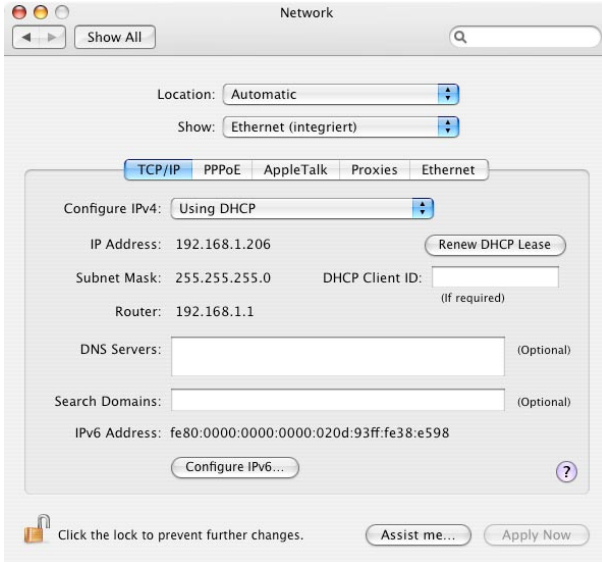 Network
Show All
Location: Automatic
Show: Ethernet (integriert)
TCP/IP PPPoE AppleTalk Proxies Ethernet
Configure IPv4: Using DHCP
IP Address: 192.168.1.206 Renew DHCP Lease
Subnet Mask: 255.255.255.0 DHCP Client ID:
(If required)
Router: 192.168.1.1
DNS Servers: (Optional)
Search Domains: (Optional)
IPv6 Address: fe80:0000:0000:0000:020d:93ff:fe38:e598
Configure IPv6...
?
Click the lock to prevent further changes. Assist me... Apply Now